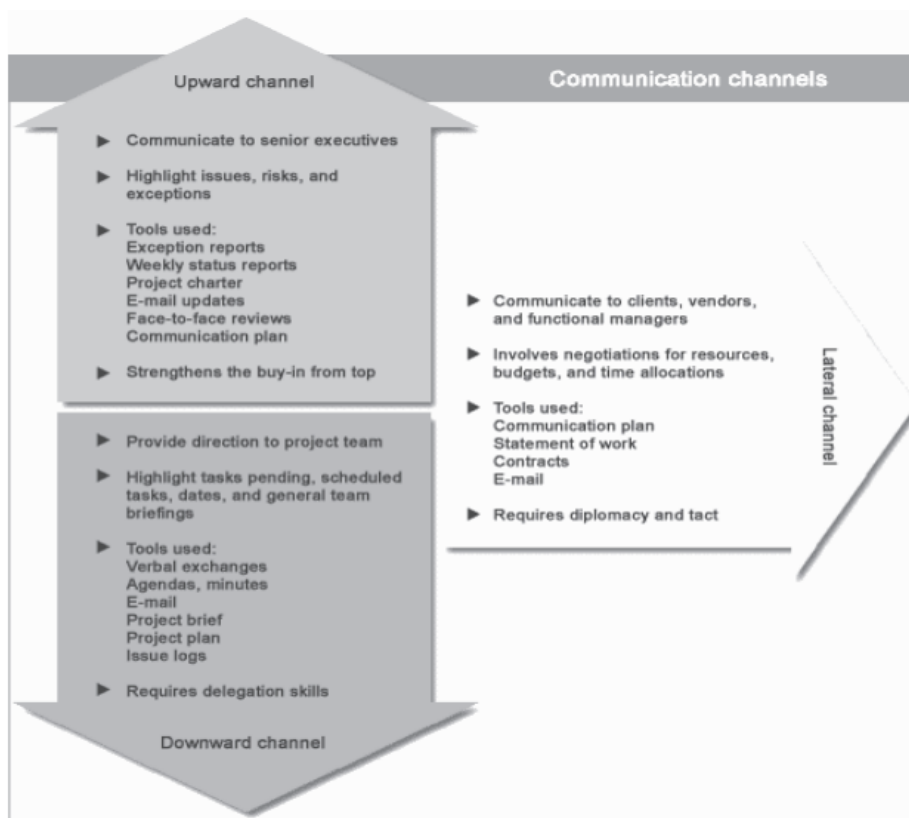 Communication channels
Upward channel
► Communicate to senior executives
► Highlight issues, risks, and
exceptions
► Tools used:
Exception reports
Weekly status reports
Project charter
E-mail updates
Face-to-face reviews
Communication plan
► Strengthens the buy-in from top
► Provide direction to project team
► Highlight tasks pending, scheduled
tasks, dates, and general team
briefings
► Tools used:
Verbal exchanges
Agendas, minutes
E-mail
Project brief
Project plan
Issue logs
► Requires delegation skills
Downward channel
► Communicate to clients, vendors,
and functional managers
► Involves negotiations for resources,
budgets, and time allocations
► Tools used:
Communication plan
Statement of work
Contracts
E-mail
► Requires diplomacy and tact
Lateral channel